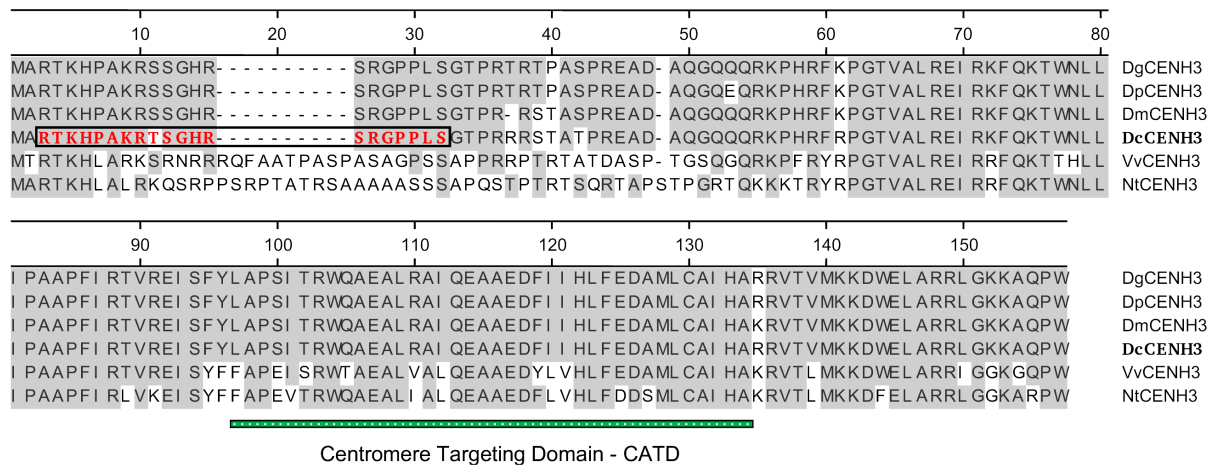 10 20 30 40 50 60 70 80
MARTKHPAKRSSGHR----------SRGPPLSGTPRTRTPASPREAD-AQGQQQRKPHRFKPGTVALREIRKFQKTWNLL DgCENH3
MARTKHPAKRSSGHR----------SRGPPLSGTPRTRTPASPREAD-AQGQEQRKPHRFKPGTVALREIRKFQKTWNLL DpCENH3
MARTKHPAKRSSGHR----------SRGPPLSGTPR-RSTASPREAD-AQGQQQRKPHRFKPGTVALREIRKFQKTWNLL DmCENH3
MARTKHPAKRTSGHR----------SRGPPLSGTPRRRSTATPREAD-AQGQQQRKPHRFRPGTVALREIRKFQKTWNLL DcCENH3
MTRTKHLARKSRNRRRQFAATPASPASAGPSSAPPRRPTRTATDASP-TGSQGQRKPFRYRPGTVALREIRRFQKTTHLL VvCENH3
MARTKHLALRKQSRPPSRPTATRSAAAAASSSAPQSTPTRTSQRTAPSTPGRTQKKKTRYRPGTVALREIRRFQKTWNLL NtCENH3
90 100 110 120 130 140 150
IPAAPFIRTVREISFYLAPSITRWQAEALRAIQEAAEDFIIHLFEDAMLCAIHARRVTVMKKDWELARRLGKKAQPW DgCENH3
IPAAPFIRTVREISFYLAPSITRWQAEALRAIQEAAEDFIIHLFEDAMLCAIHARRVTVMKKDWELARRLGKKAQPW DpCENH3
IPAAPFIRTVREISFYLAPSITRWQAEALRAIQEAAEDFIIHLFEDAMLCAIHAKRVTVMKKDWELARRLGKKAQPW DmCENH3
IPAAPFIRTVREISFYLAPSITRWQAEALRAIQEAAEDFIIHLFEDAMLCAIHARRVTVMKKDWELARRLGKKAQPW DcCENH3
IPAAPFIRTVREISYFFAPEISRWTAEALVALQEAAEDYLVHLFEDAMLCAIHAKRVTLMKKDWELARRIGGKGQPW VvCENH3
IPAAPFIRLVKEISYFFAPEVTRWQAEALIALQEAAEDFLVHLFDDSMLCAIHAKRVTLMKKDFELARRLGGKARPW NtCENH3
Centromere Targeting Domain - CATD